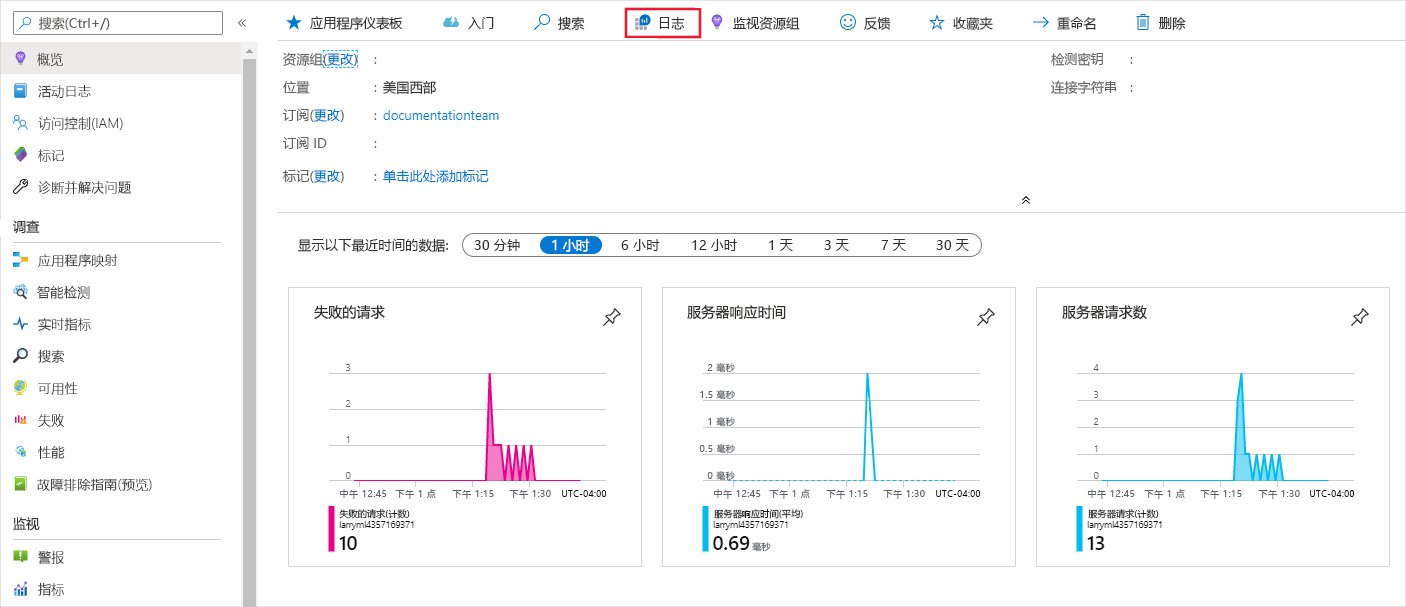 搜索(Ctrl+/)
«
应用程序仪表板
入门
搜索
日志
监视资源组
反馈
收藏夹
重命名
删除
概览
活动日志
访问控制(IAM)
标记
诊断并解决问题
调查
应用程序映射
智能检测
实时指标
搜索
可用性
失败
性能
故障排除指南(预览)
监视
警报
指标
资源组(更改) :
位置 : 美国西部
订阅(更改) : documentationteam
订阅 ID :
标记(更改) : 单击此处添加标记
检测密钥 :
连接字符串 :
显示以下最近时间的数据: 30 分钟 1 小时 6 小时 12 小时 1 天 3 天 7 天 30 天
失败的请求
3
2
1
0
中午 12:45 下午 1 点 下午 1:15 下午 1:30 UTC-04:00
失败的请求(计数)
larryml4357169371
10
服务器响应时间
2 毫秒
1.5 毫秒
1 毫秒
0.5 毫秒
0 毫秒
中午 12:45 下午 1 点 下午 1:15 下午 1:30 UTC-04:00
服务器响应时间(平均)
larryml4357169371
0.69 毫秒
服务器请求数
4
3
2
1
0
中午 12:45 下午 1 点 下午 1:15 下午 1:30 UTC-04:00
服务器请求(计数)
larryml4357169371
13